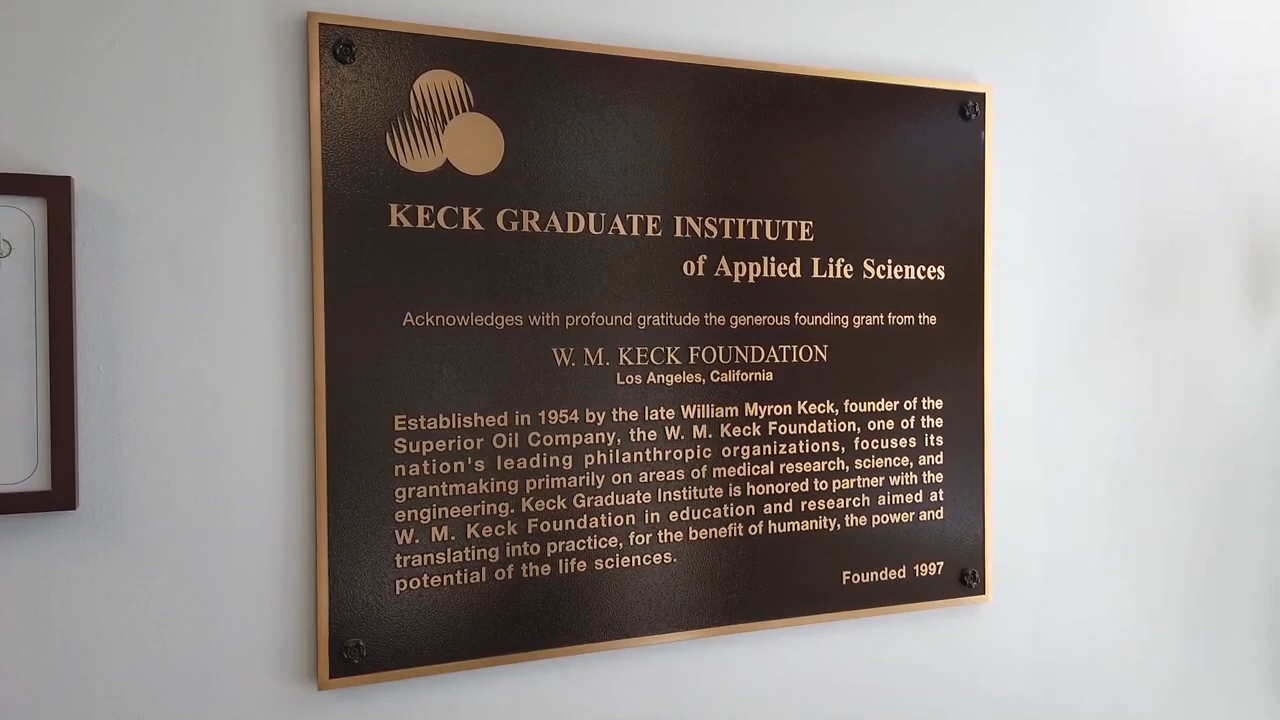 KECK GRADUATE INSTITUTE
of Applied Life Sciences
Acknowledges with profound gratitude the generous founding grant from the
W. M. KECK FOUNDATION
Los Angeles, California
Established in 1954 by the late William Myron Keck, founder of the
Superior Oil Company, the W. M. Keck Foundation, one of the
nation's leading philanthropic organizations, focuses its
grantmaking primarily on areas of medical research, science, and
engineering. Keck Graduate Institute is honored to partner with the
W. M. Keck Foundation in education and research aimed at
translating into practice, for the benefit of humanity, the power and
potential of the life sciences.
Founded 1997